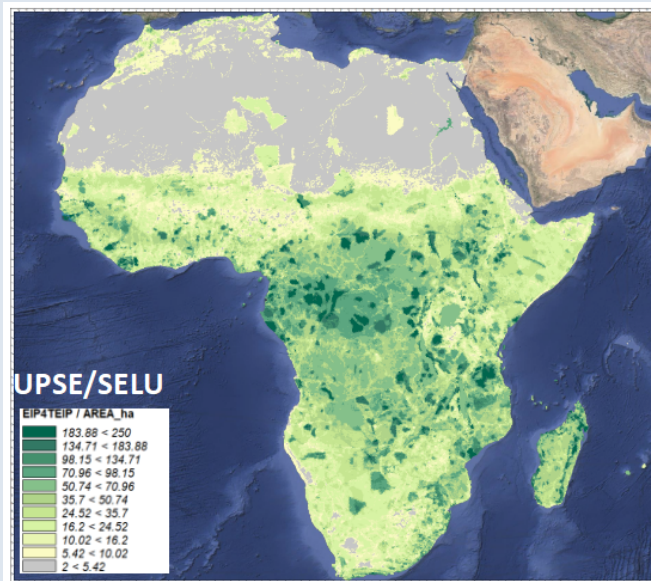 UPSE/SELU
EIP4TEIP / AREA_ha
183.88 < 250
134.71 < 183.88
98.15 < 134.71
70.96 < 98.15
50.74 < 70.96
35.7 < 50.74
24.52 < 35.7
16.2 < 24.52
10.02 < 16.2
5.42 < 10.02
2 < 5.42